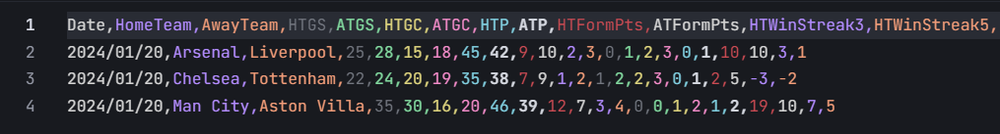 1 Date,HomeTeam,AwayTeam,HTGS,ATGS,HTGC,ATGC,HTP,ATP,HTFormPts,ATFormPts,HTWinStreak3,HTWinStreak5,
2 2024/01/20,Arsenal,Liverpool,25,28,15,18,45,42,9,10,2,3,0,1,2,3,0,1,10,10,3,1
3 2024/01/20,Chelsea,Tottenham,22,24,20,19,35,38,7,9,1,2,1,2,2,3,0,1,2,5,-3,-2
4 2024/01/20,Man City,Aston Villa,35,30,16,20,46,39,12,7,3,4,0,0,1,2,1,2,19,10,7,5